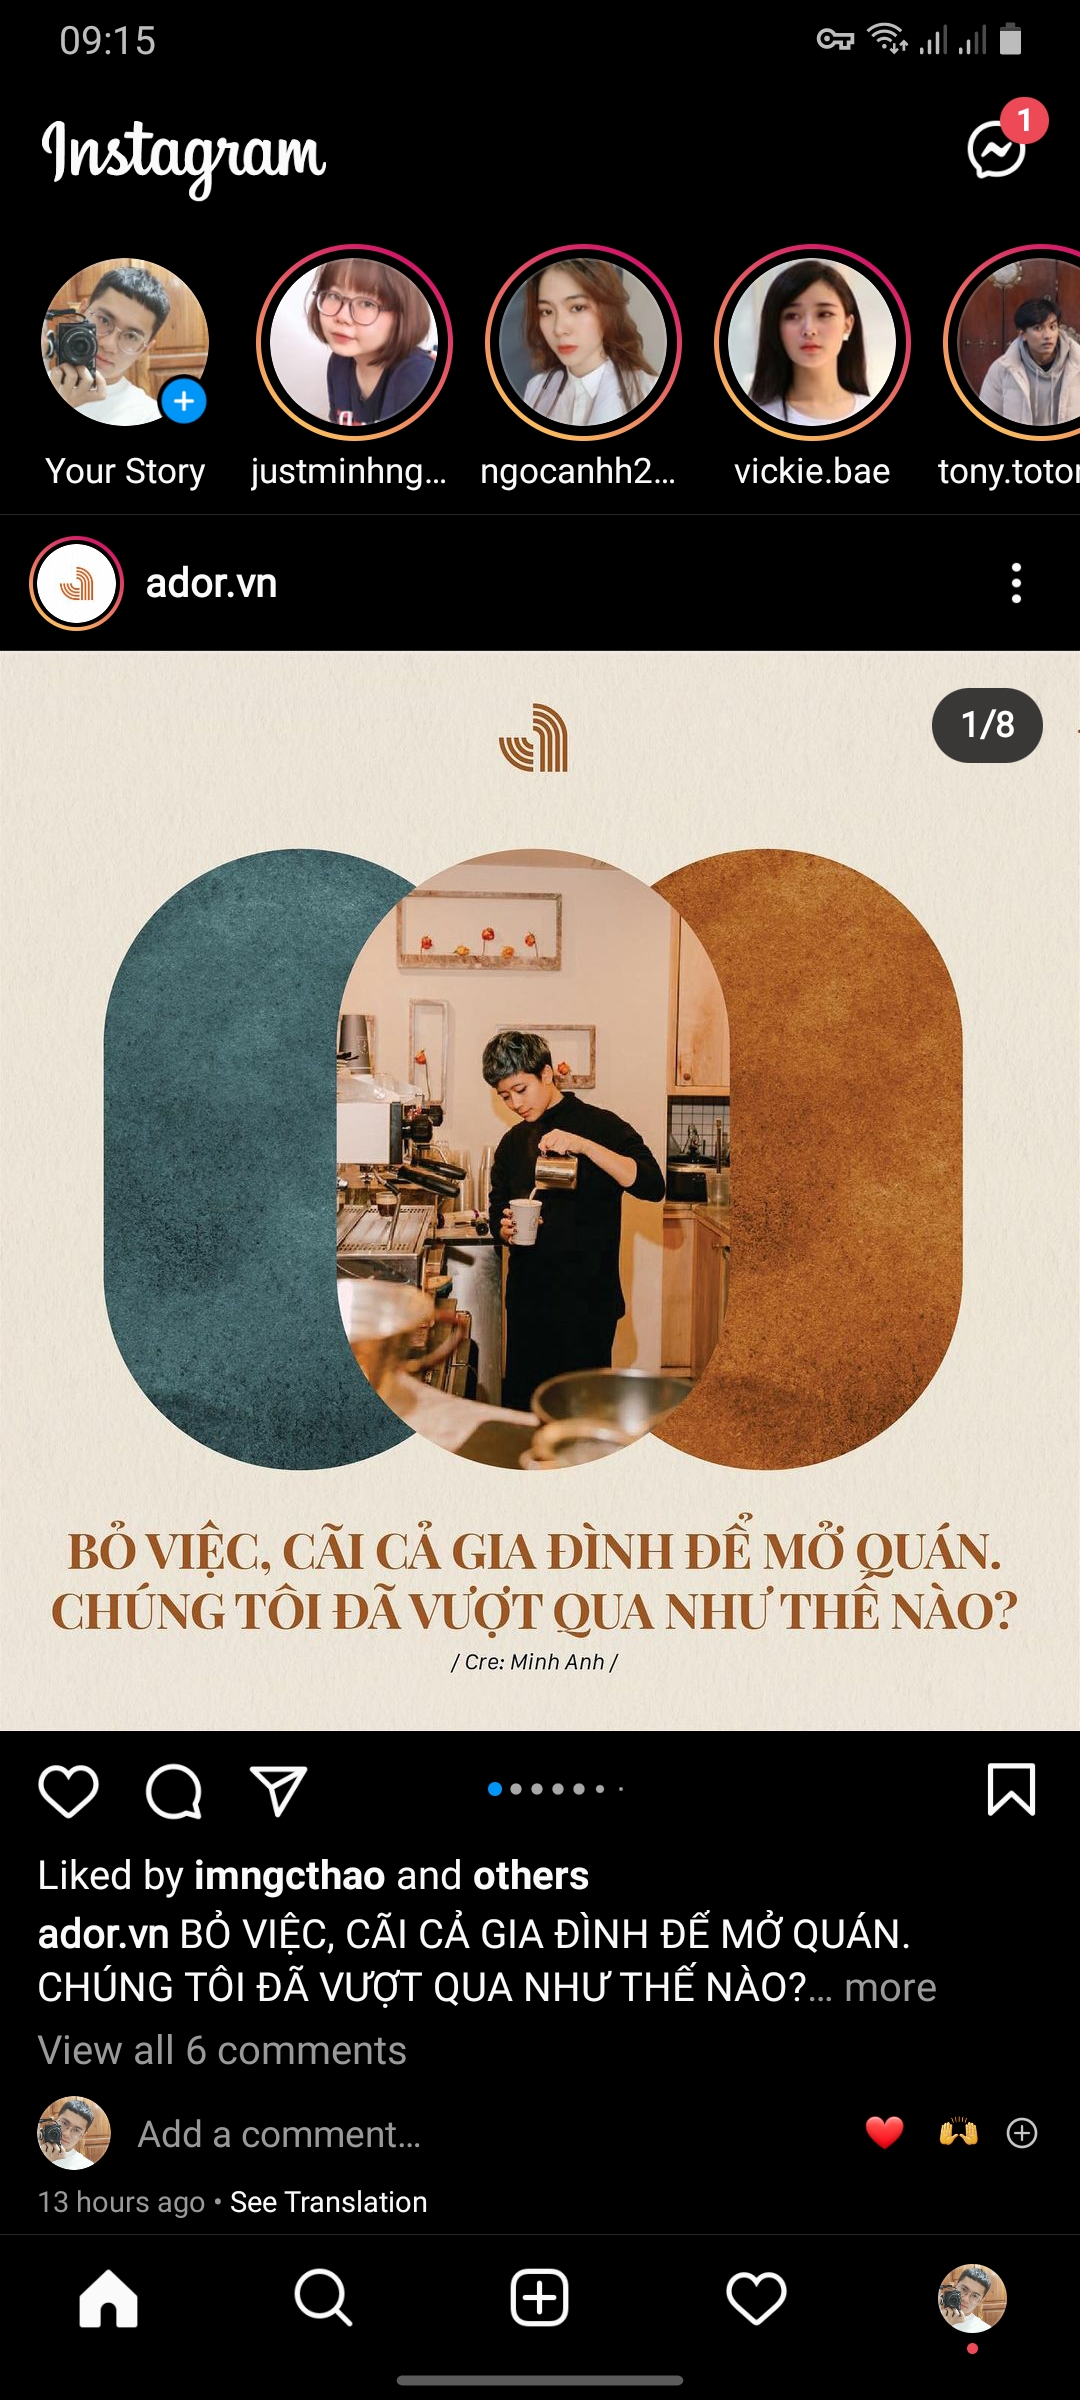 09:15
Instagram
1
Your Story
justminhng...
ngocanhh2...
vickie.bae
tony.toto
ador.vn
1/8
BỎ VIỆC, CÃI CẢ GIA ĐÌNH ĐỂ MỞ QUÁN.
CHÚNG TÔI ĐÃ VƯỢT QUA NHƯ THẾ NÀO?
/ Cre: Minh Anh /
Liked by imngcthao and others
ador.vn BỎ VIỆC, CÃI CẢ GIA ĐÌNH ĐỂ MỞ QUÁN.
CHÚNG TÔI ĐÃ VƯỢT QUA NHƯ THẾ NÀO?... more
View all 6 comments
Add a comment...
13 hours ago • See Translation